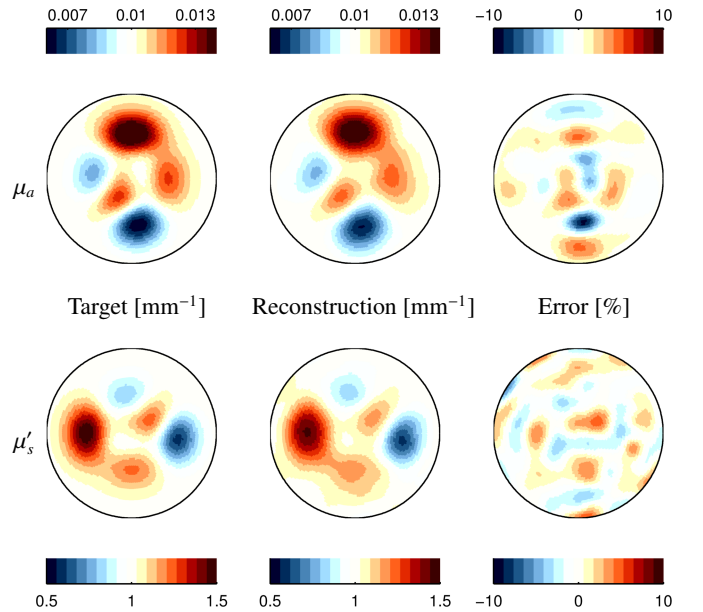 0.007 0.01 0.013 0.007 0.01 0.013 −10 0 10
μₐ
Target [mm⁻¹] Reconstruction [mm⁻¹] Error [%]
μ′ₛ
0.5 1 1.5 0.5 1 1.5 −10 0 10